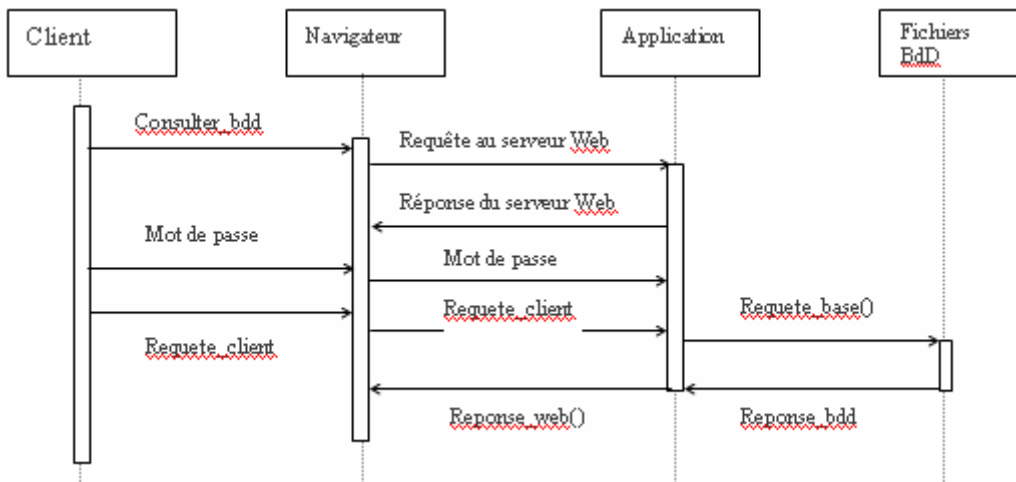 Client
Navigateur
Application
Fichiers
BdD
Consulter_bdd
Requête au serveur Web
Réponse du serveur Web
Mot de passe
Mot de passe
Requete_client
Requete_base()
Requete_client
Reponse_web()
Reponse_bdd